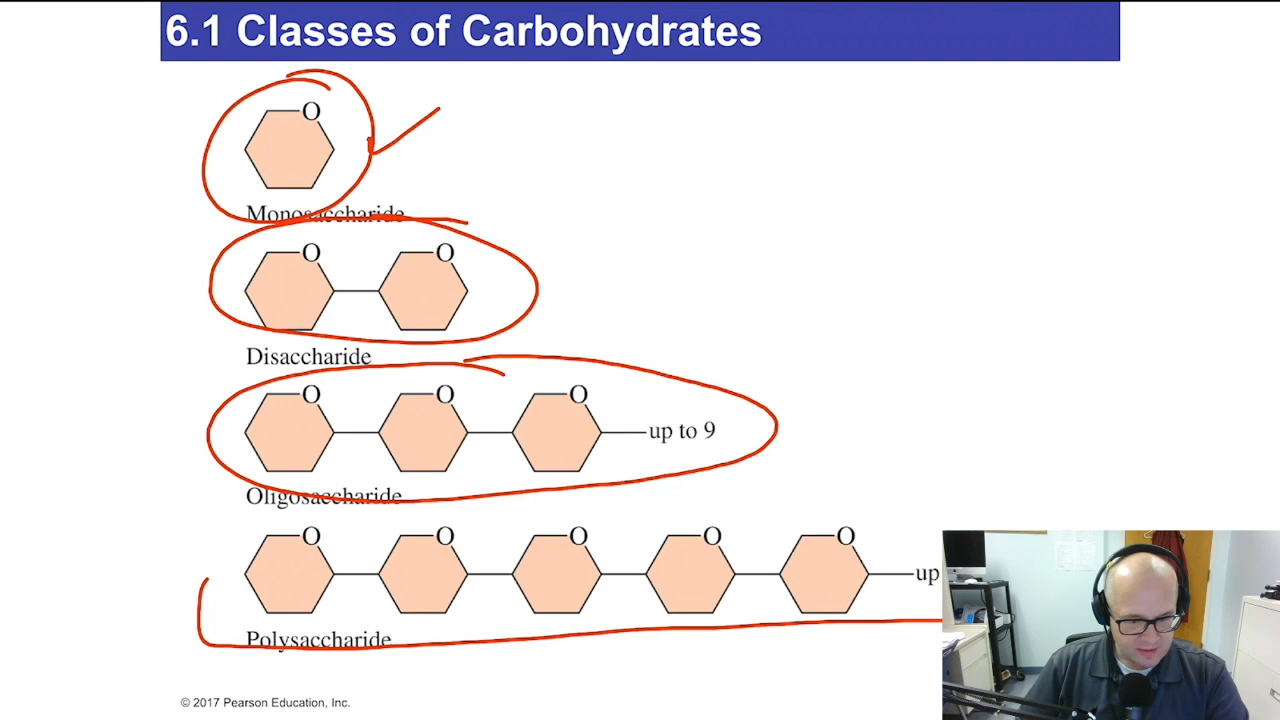 6.1 Classes of Carbohydrates
O
Monosaccharide
O O
Disaccharide
O O O
up to 9
Oligosaccharide
O O O O O
up
Polysaccharide
© 2017 Pearson Education, Inc.